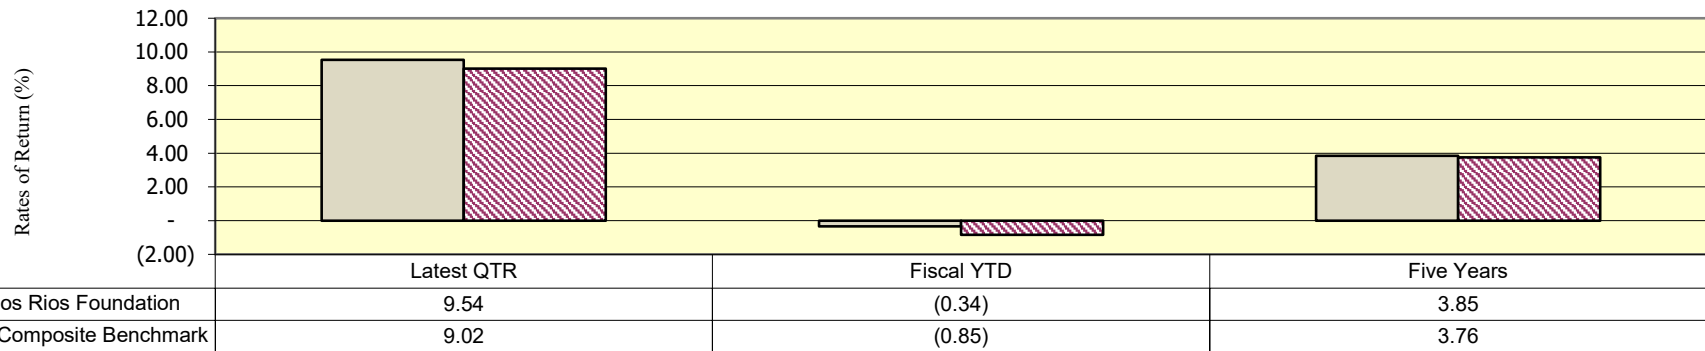 12.00
10.00
8.00
6.00
4.00
2.00
-
(2.00)
Rates of Return (%)
Latest QTR Fiscal YTD Five Years
os Rios Foundation 9.54 (0.34) 3.85
Composite Benchmark 9.02 (0.85) 3.76